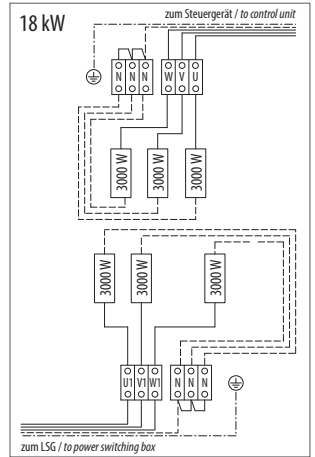 18 kW
zum Steuergerät / to control unit
N N N W V U
3000 W 3000 W 3000 W
3000 W 3000 W 3000 W
U1 V1 W1 N N N
zum LSG / to power switching box